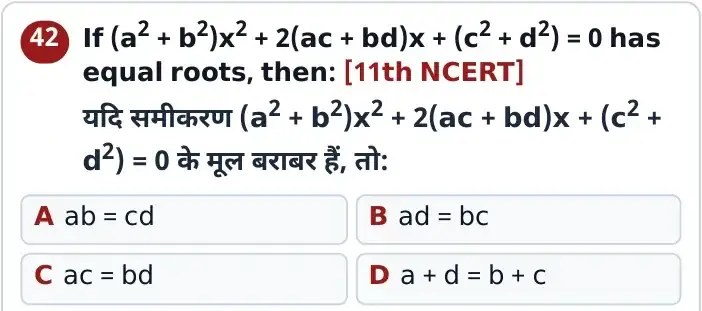 42 If (a² + b²)x² + 2(ac + bd)x + (c² + d²) = 0 has
equal roots, then: [11th NCERT]
यदि समीकरण (a² + b²)x² + 2(ac + bd)x + (c² +
d²) = 0 के मूल बराबर हैं, तो:
A ab = cd
B ad = bc
C ac = bd
D a + d = b + c